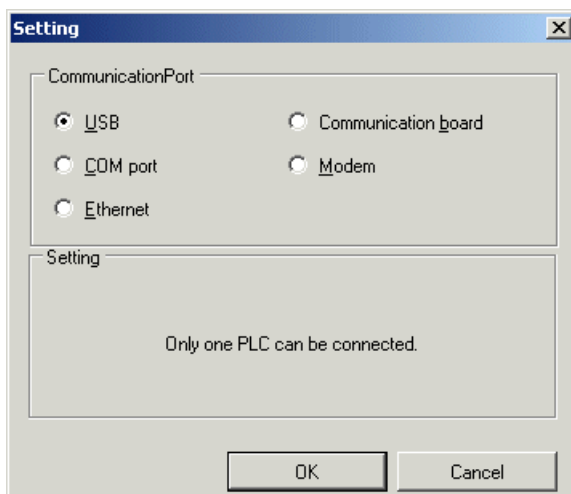 Setting
CommunicationPort
USB
Communication board
COM port
Modem
Ethernet
Setting
Only one PLC can be connected.
OK
Cancel